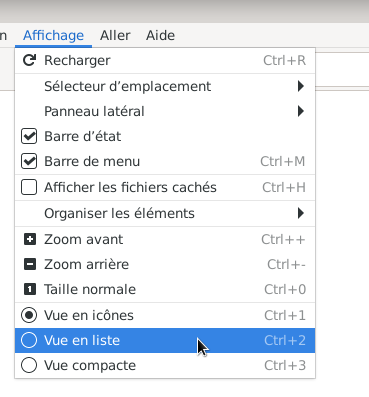 n Affichage Aller Aide
Recharger Ctrl+R
Sélecteur d’emplacement
Panneau latéral
Barre d’état
Barre de menu Ctrl+M
Afficher les fichiers cachés Ctrl+H
Organiser les éléments
Zoom avant Ctrl++
Zoom arrière Ctrl+-
Taille normale Ctrl+0
Vue en icônes Ctrl+1
Vue en liste Ctrl+2
Vue compacte Ctrl+3